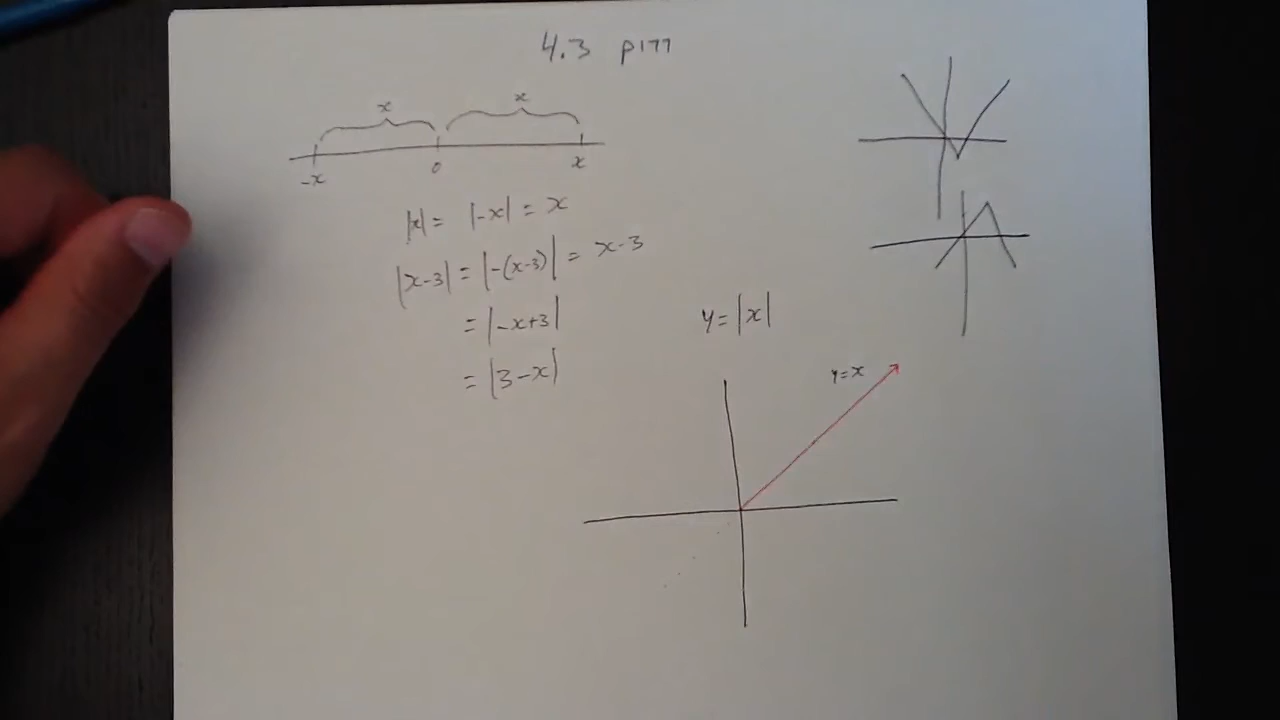 4.3 p177
x x
-x 0 x
|x| = |-x| = x
|x-3| = |-(x-3)| = x-3
= |-x+3|
= |3-x|
y = |x|
y=x